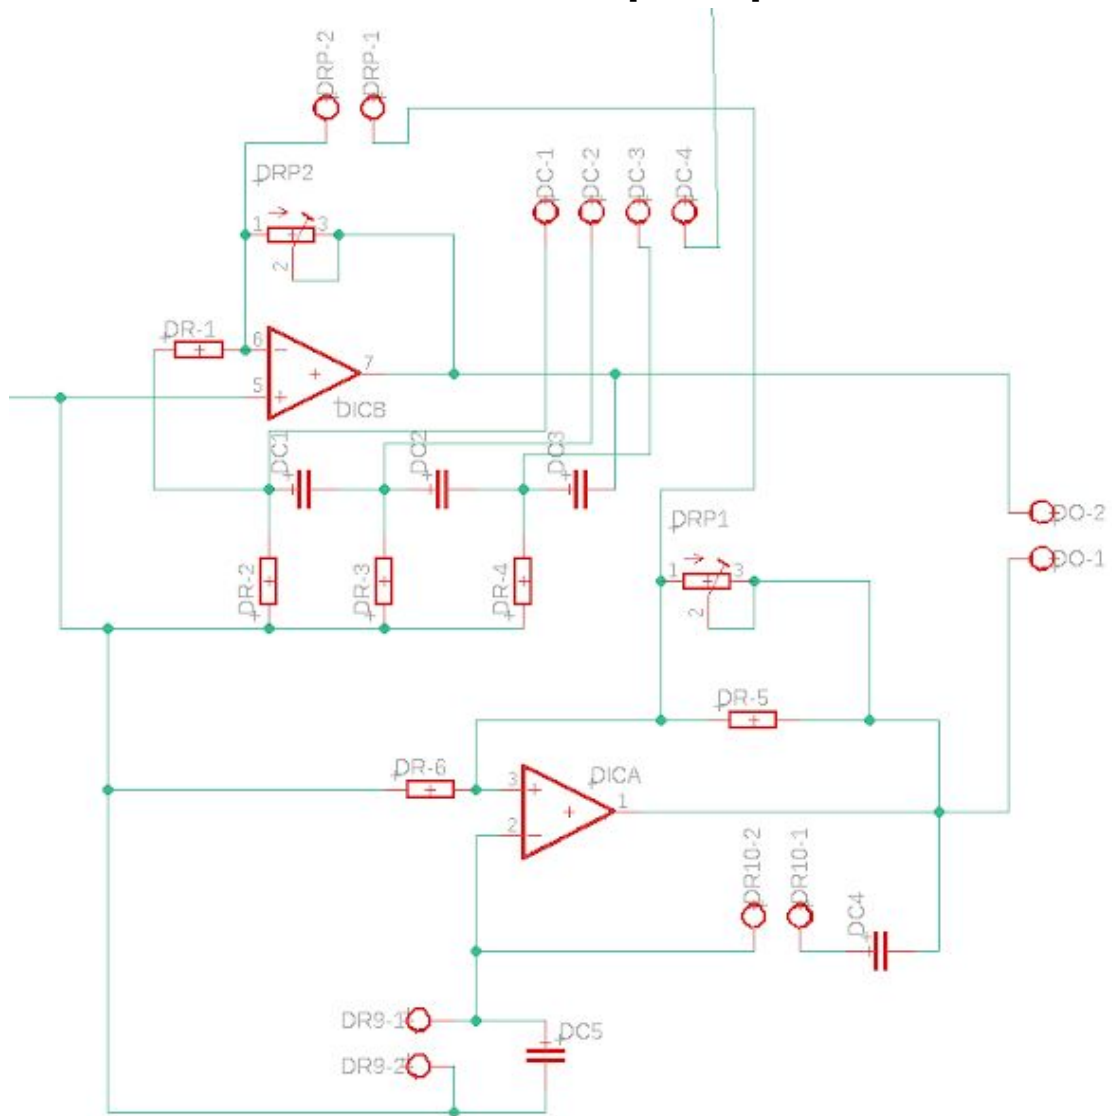 DRP-2
DRP-1
DC-1
DC-2
DC-3
DC-4
DRP2
1
3
2
DR-1
6
7
5
DICB
DC1
DC2
DC3
DR-2
DR-3
DR-4
DRP1
1
3
2
DO-2
DO-1
DR-5
DR-6
DICA
3
1
2
DR10-2
DR10-1
DC4
DR9-1
DC5
DR9-2